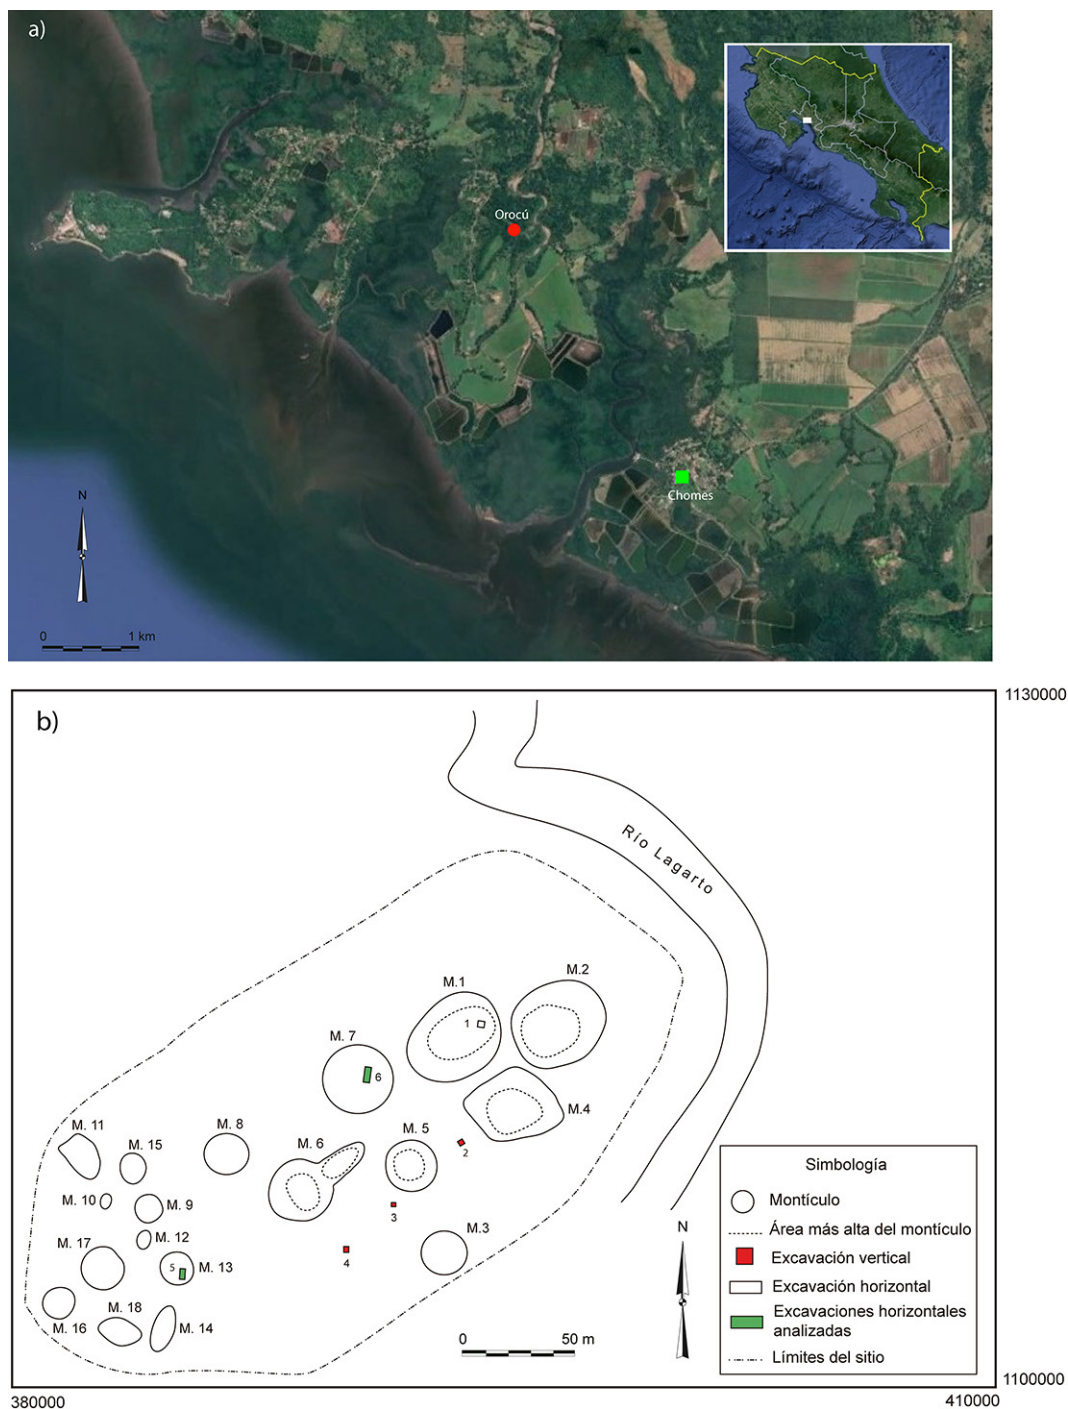 a)
Orocú
Chomes
N
0 1 km
1130000
b)
Río Lagarto
M.1
M.2
1
M. 7
6
M.4
M. 11
M. 15
M. 8
M. 6
M. 5
2
M. 10
M. 9
3
M. 12
M.3
M. 17
5
M. 13
4
M. 16
M. 18
M. 14
0 50 m
N
Simbología
Montículo
Área más alta del montículo
Excavación vertical
Excavación horizontal
Excavaciones horizontales
analizadas
Límites del sitio
1100000
380000
410000